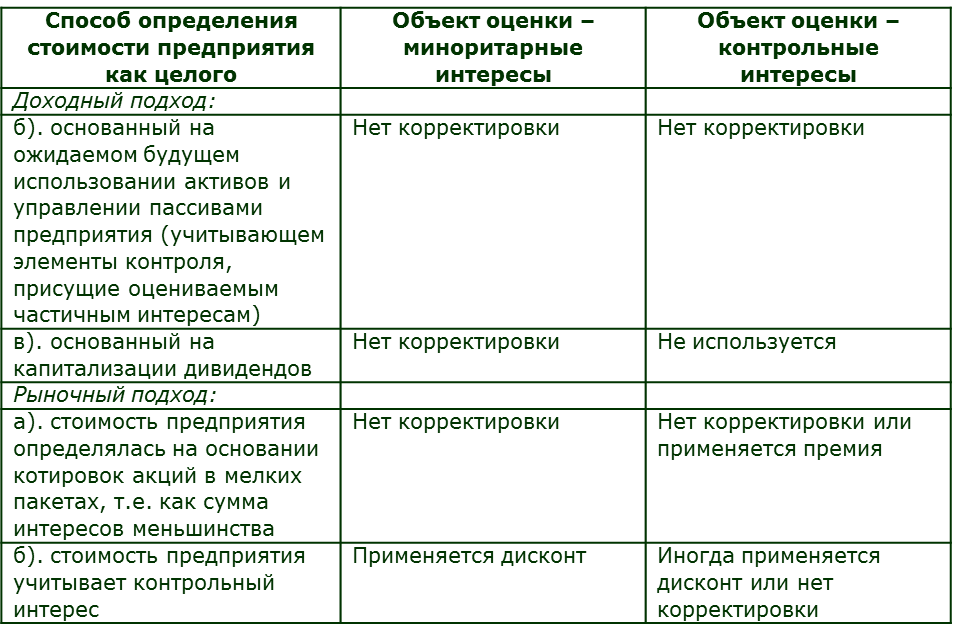 Способ определения
стоимости предприятия
как целого
Объект оценки –
миноритарные
интересы
Объект оценки –
контрольные
интересы
Доходный подход:
б). основанный на
ожидаемом будущем
использовании активов и
управлении пассивами
предприятия (учитывающем
элементы контроля,
присущие оцениваемым
частичным интересам)
Нет корректировки
Нет корректировки
в). основанный на
капитализации дивидендов
Нет корректировки
Не используется
Рыночный подход:
а). стоимость предприятия
определялась на основании
котировок акций в мелких
пакетах, т.е. как сумма
интересов меньшинства
Нет корректировки
Нет корректировки или
применяется премия
б). стоимость предприятия
учитывает контрольный
интерес
Применяется дисконт
Иногда применяется
дисконт или нет
корректировки